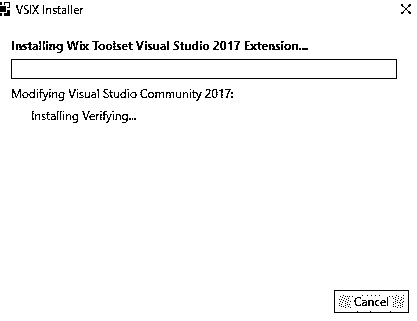 VSIX Installer
Installing Wix Toolset Visual Studio 2017 Extension...
Modifying Visual Studio Community 2017:
Installing Verifying...
Cancel